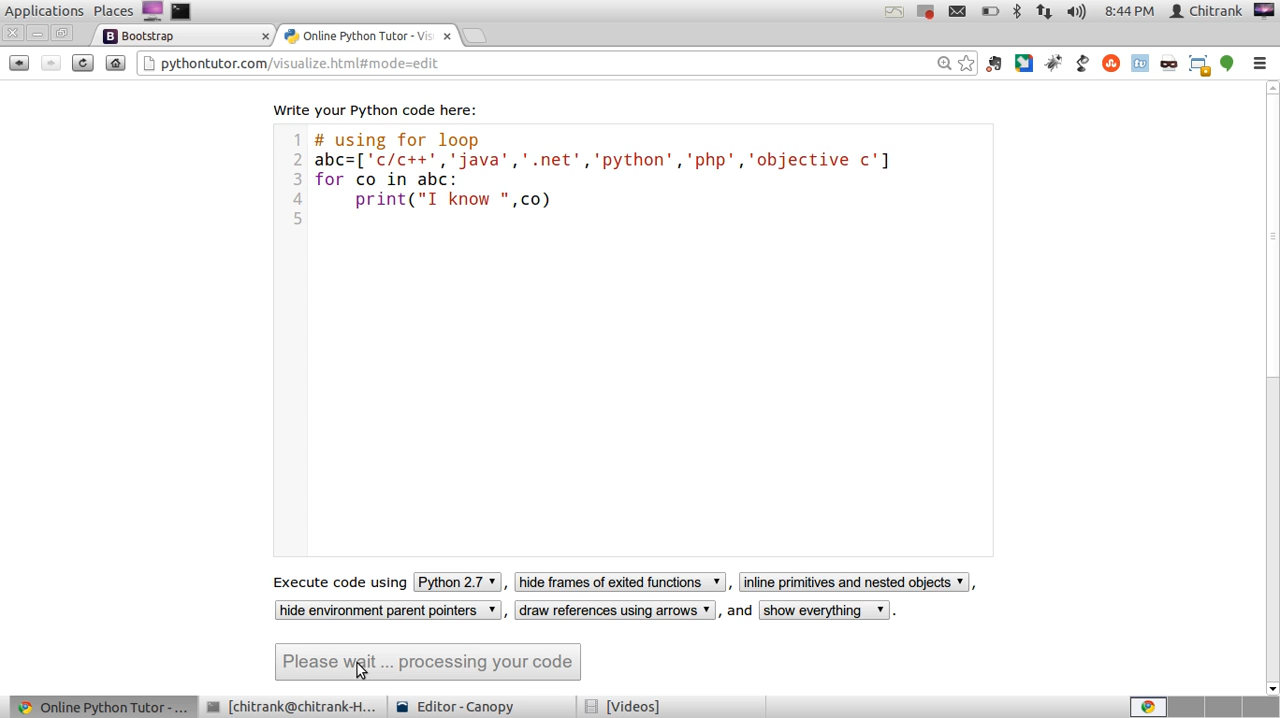 Applications Places 8:44 PM Chitrank
Bootstrap Online Python Tutor - Vis
pythontutor.com/visualize.html#mode=edit
Write your Python code here:
1 # using for loop
2 abc=['c/c++','java','.net','python','php','objective c']
3 for co in abc:
4 print("I know ",co)
5
Execute code using Python 2.7 , hide frames of exited functions , inline primitives and nested objects ,
hide environment parent pointers , draw references using arrows , and show everything .
Please wait ... processing your code
Online Python Tutor - ... [chitrank@chitrank-H... Editor - Canopy [Videos]